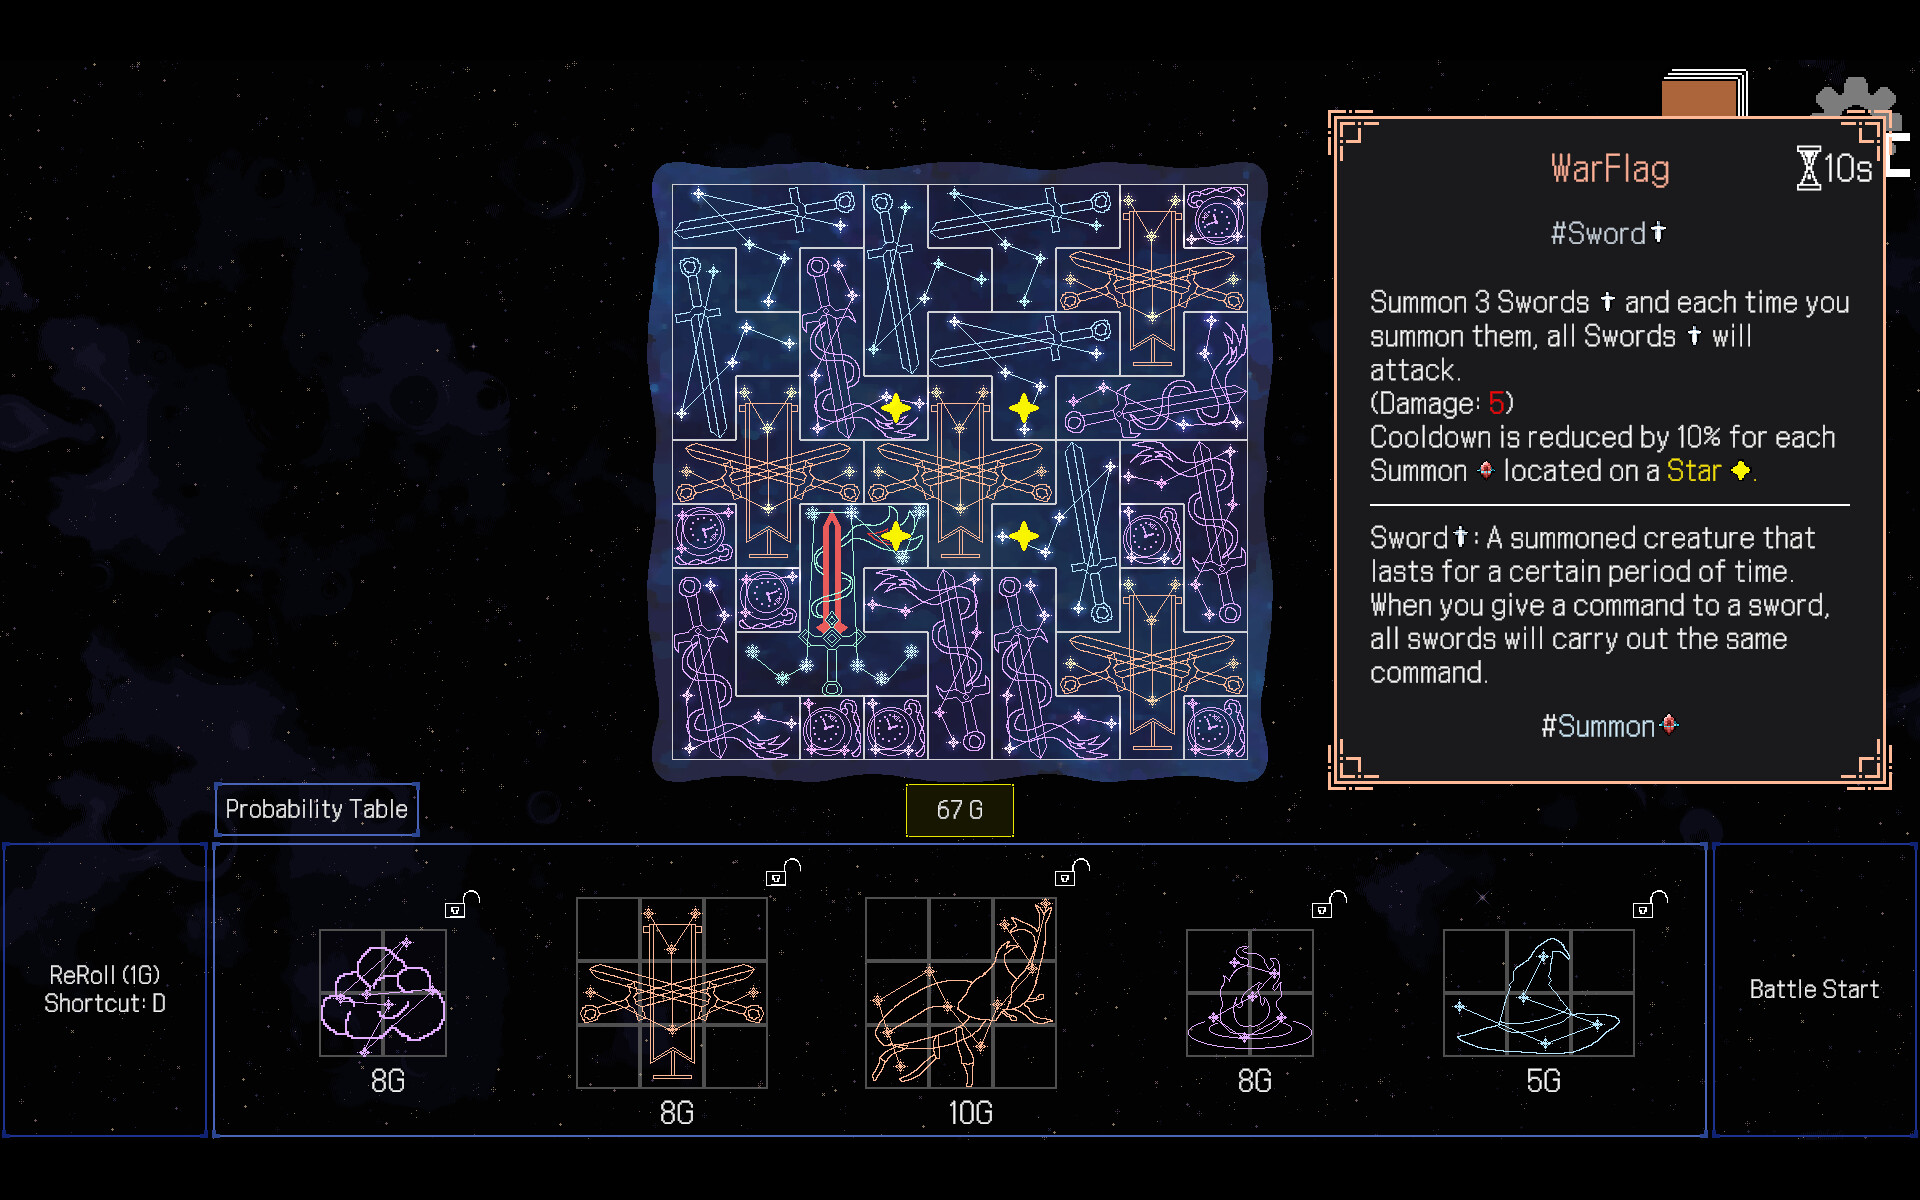 WarFlag
10s
#Sword
Summon 3 Swords and each time you
summon them, all Swords will
attack.
(Damage: 5)
Cooldown is reduced by 10% for each
Summon located on a Star .
Sword : A summoned creature that
lasts for a certain period of time.
When you give a command to a sword,
all swords will carry out the same
command.
#Summon
Probability Table
67 G
ReRoll (1G)
Shortcut: D
8G
8G
10G
8G
5G
Battle Start